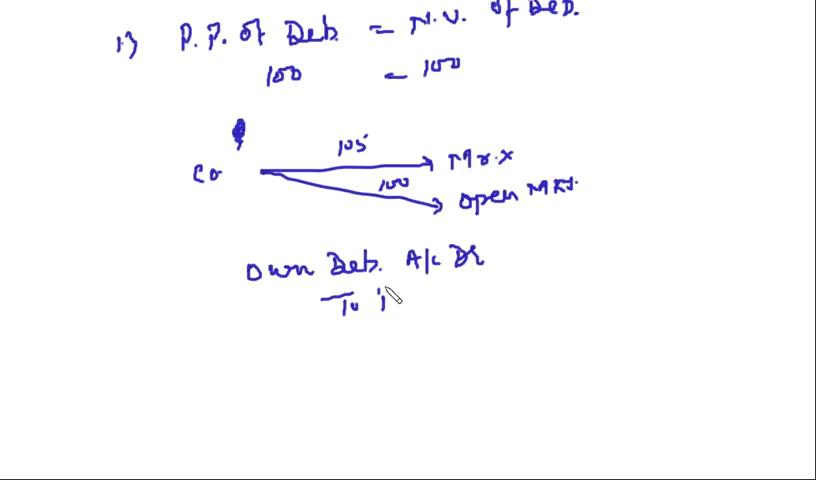 1.) P.P. of Deb. = N.V. of Deb.
100 = 100
105
Co Mr. X
100
open Mkt.
Own Deb. A/c Dr
To